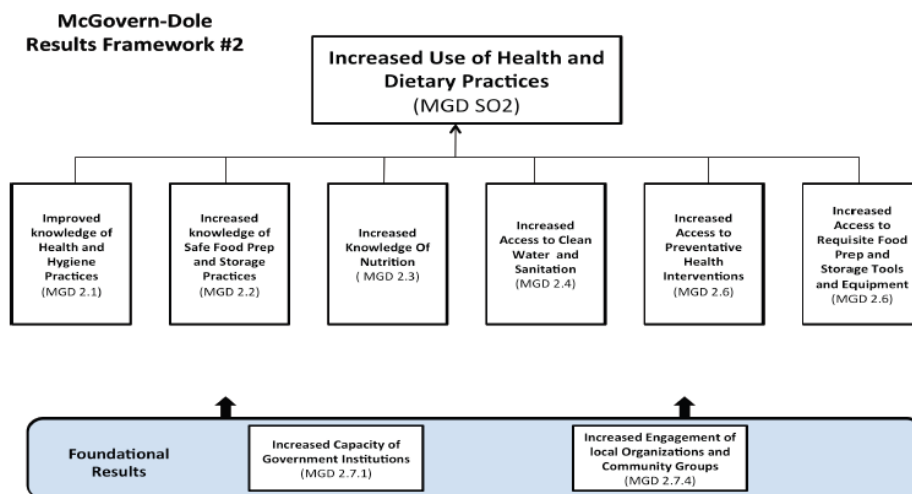 McGovern-Dole
Results Framework #2
Increased Use of Health and
Dietary Practices
(MGD SO2)
Improved
knowledge of
Health and
Hygiene
Practices
(MGD 2.1)
Increased
knowledge of
Safe Food Prep
and Storage
Practices
(MGD 2.2)
Increased
Knowledge Of
Nutrition
( MGD 2.3)
Increased
Access to Clean
Water and
Sanitation
(MGD 2.4)
Increased
Access to
Preventative
Health
Interventions
(MGD 2.6)
Increased
Access to
Requisite Food
Prep and
Storage Tools
and Equipment
(MGD 2.6)
Foundational
Results
Increased Capacity of
Government Institutions
(MGD 2.7.1)
Increased Engagement of
local Organizations and
Community Groups
(MGD 2.7.4)